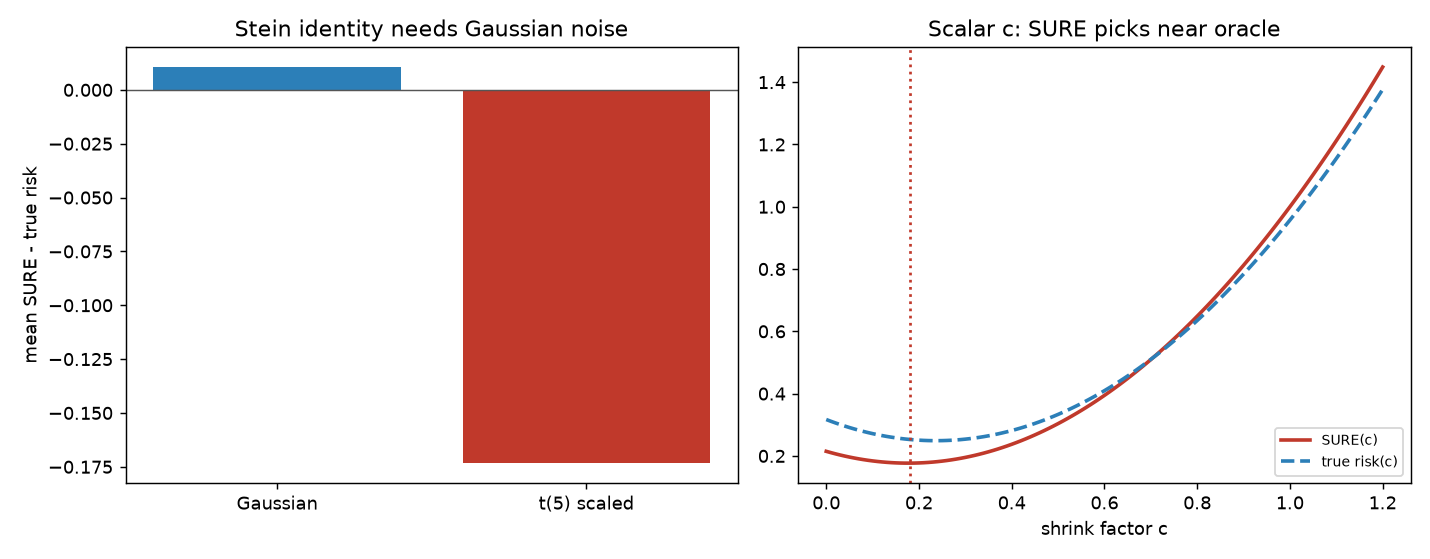 Stein identity needs Gaussian noise
mean SURE - true risk
0.000
−0.025
−0.050
−0.075
−0.100
−0.125
−0.150
−0.175
Gaussian
t(5) scaled
Scalar c: SURE picks near oracle
1.4
1.2
1.0
0.8
0.6
0.4
0.2
0.0
0.2
0.4
0.6
0.8
1.0
1.2
shrink factor c
SURE(c)
true risk(c)